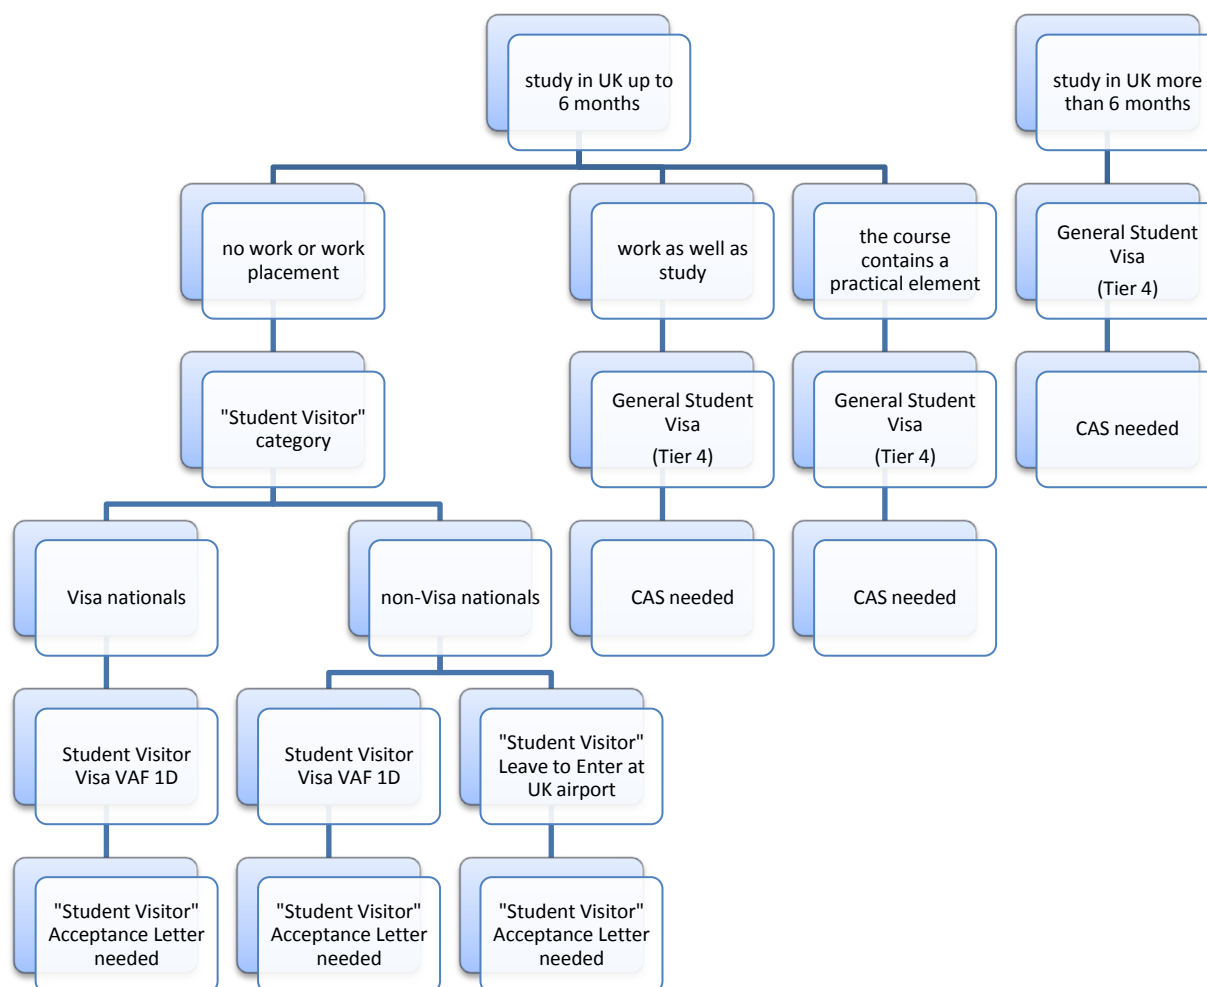 study in UK up to
6 months
study in UK more
than 6 months
no work or work
placement
work as well as
study
the course
contains a
practical element
General Student
Visa
(Tier 4)
"Student Visitor"
category
General Student
Visa
(Tier 4)
General Student
Visa
(Tier 4)
CAS needed
Visa nationals
non-Visa nationals
CAS needed
CAS needed
Student Visitor
Visa VAF 1D
Student Visitor
Visa VAF 1D
"Student Visitor"
Leave to Enter at
UK airport
"Student Visitor"
Acceptance Letter
needed
"Student Visitor"
Acceptance Letter
needed
"Student Visitor"
Acceptance Letter
needed